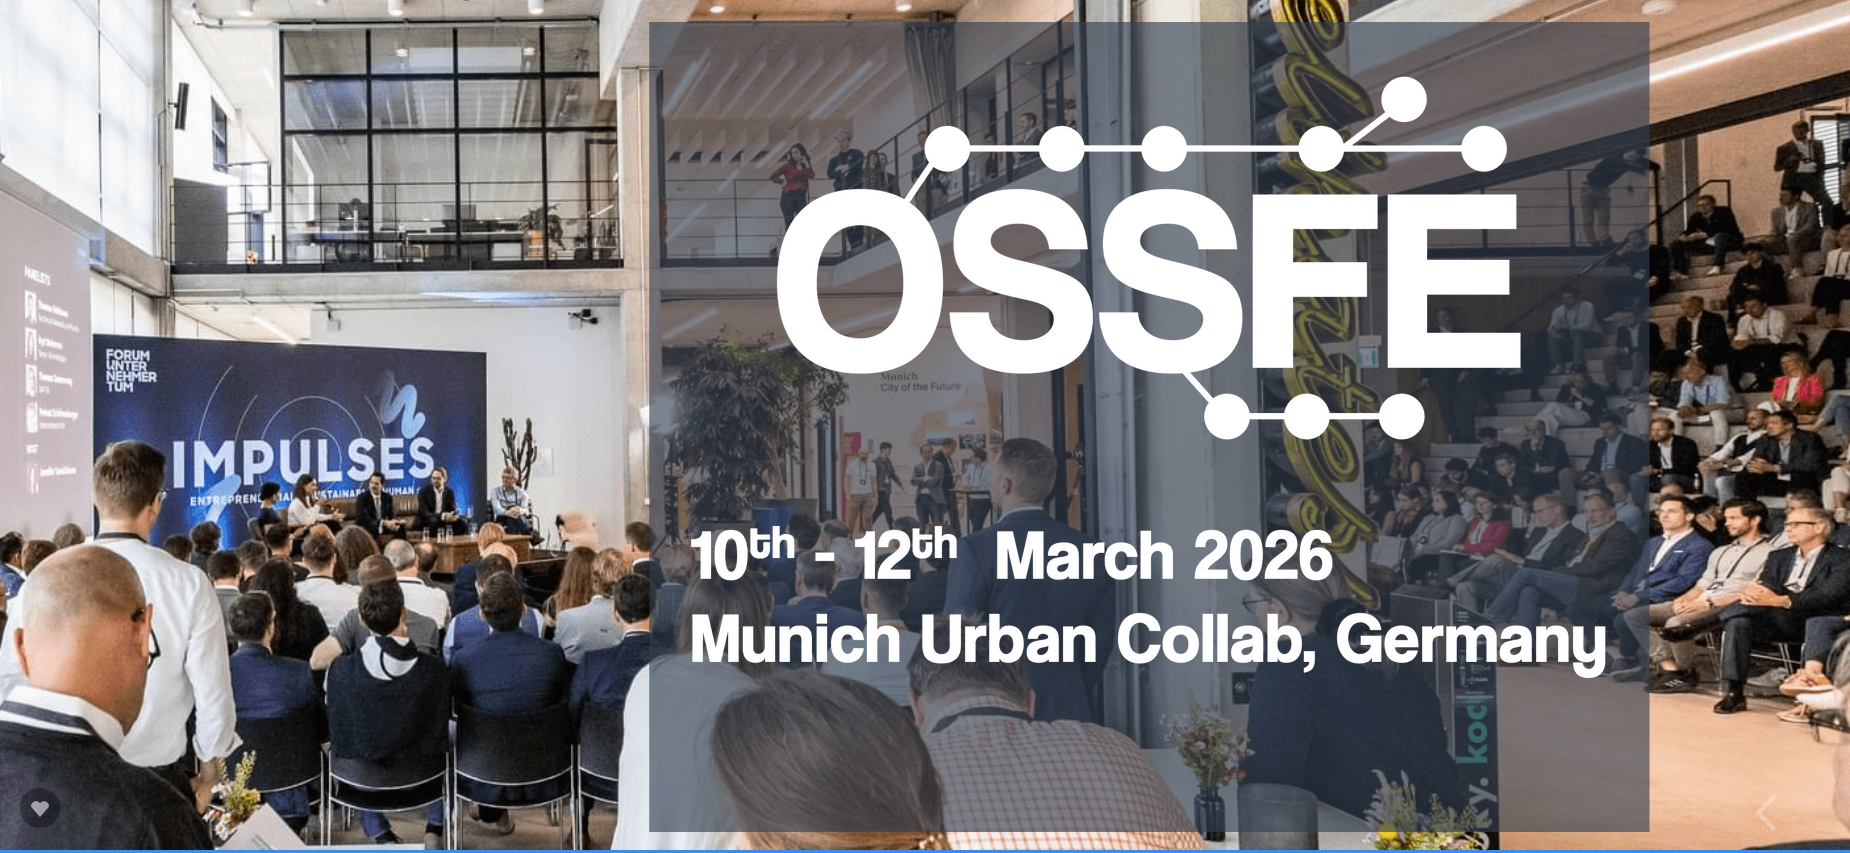 PANELISTS
FORUM
UNTER
NEHMER
TUM
IMPULSES
OSSFE
Munich
City of the Future
10th - 12th March 2026
Munich Urban Collab, Germany